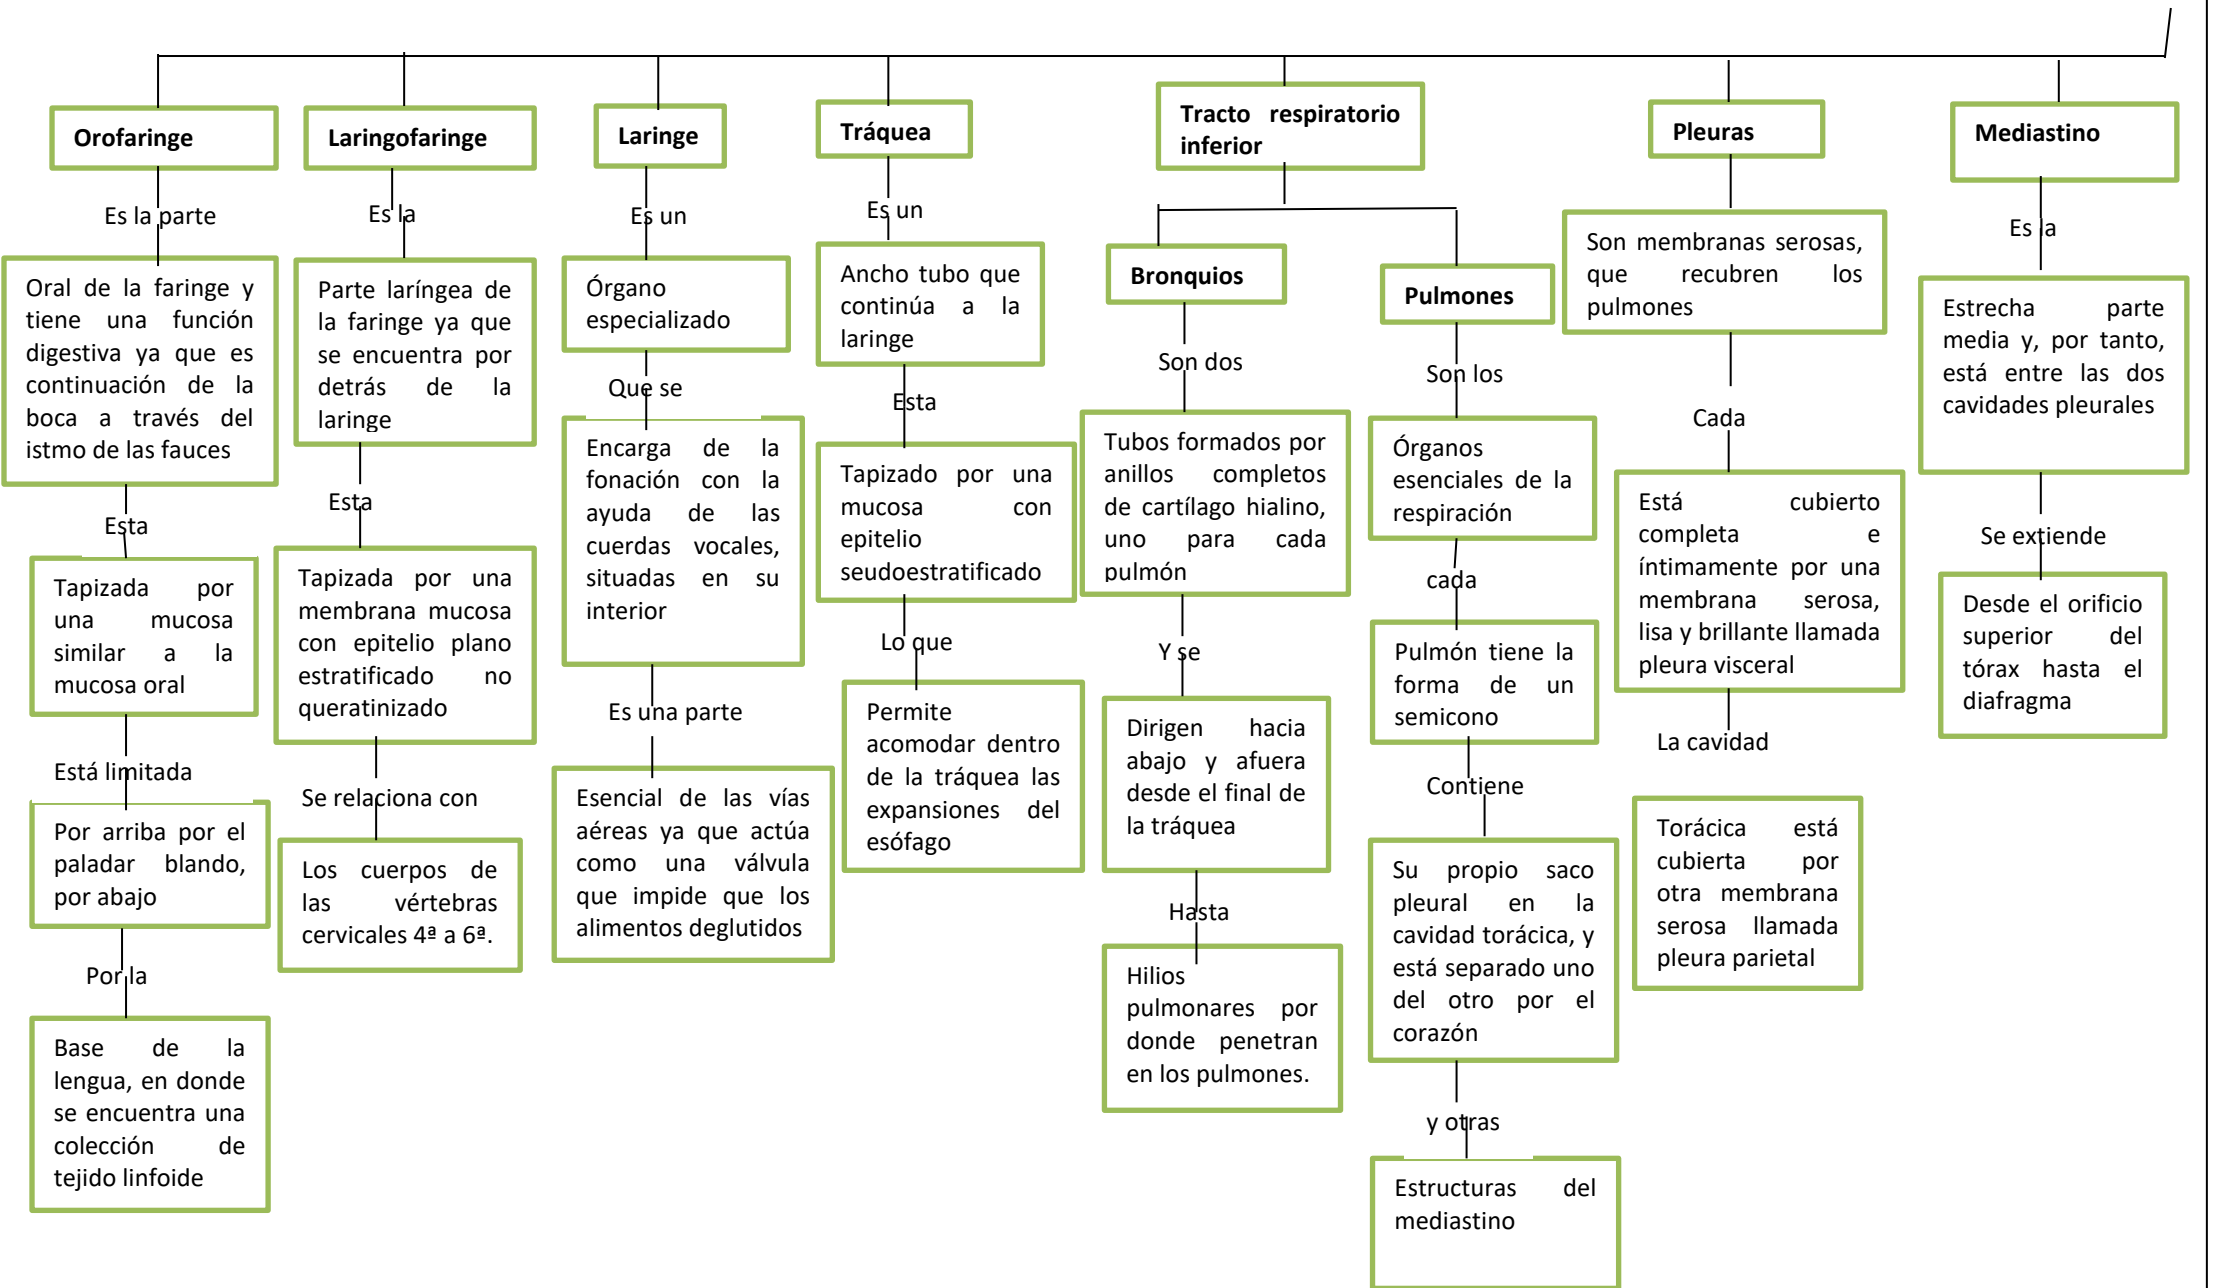 Orofaringe
Es la parte
Oral de la faringe y
tiene una función
digestiva ya que es
continuación de la
boca a través del
istmo de las fauces
Esta
Tapizada por
una mucosa
similar a la
mucosa oral
Está limitada
Por arriba por el
paladar blando,
por abajo
Por la
Base de la
lengua, en donde
se encuentra una
colección de
tejido linfoide
Laringofaringe
Es la
Parte laríngea de
la faringe ya que
se encuentra por
detrás de la
laringe
Esta
Tapizada por una
membrana mucosa
con epitelio plano
estratificado no
queratinizado
Se relaciona con
Los cuerpos de
las vértebras
cervicales 4ª a 6ª.
Laringe
Es un
Órgano
especializado
Que se
Encarga de la
fonación con la
ayuda de las
cuerdas vocales,
situadas en su
interior
Es una parte
Esencial de las vías
aéreas ya que actúa
como una válvula
que impide que los
alimentos deglutidos
Tráquea
Es un
Ancho tubo que
continúa a la
laringe
Esta
Tapizado por una
mucosa con
epitelio
seudoestratificado
Lo que
Permite
acomodar dentro
de la tráquea las
expansiones del
esófago
Tracto respiratorio
inferior
Bronquios
Son dos
Tubos formados por
anillos completos
de cartílago hialino,
uno para cada
pulmón
Y se
Dirigen hacia
abajo y afuera
desde el final de
la tráquea
Hasta
Hilios
pulmonares por
donde penetran
en los pulmones.
Pulmones
Son los
Órganos
esenciales de la
respiración
cada
Pulmón tiene la
forma de un
semicono
Contiene
Su propio saco
pleural en la
cavidad torácica, y
está separado uno
del otro por el
corazón
y otras
Estructuras del
mediastino
Pleuras
Son membranas serosas,
que recubren los
pulmones
Cada
Está cubierto
completa e
íntimamente por una
membrana serosa,
lisa y brillante llamada
pleura visceral
La cavidad
Torácica está
cubierta por
otra membrana
serosa llamada
pleura parietal
Mediastino
Es la
Estrecha parte
media y, por tanto,
está entre las dos
cavidades pleurales
Se extiende
Desde el orificio
superior del
tórax hasta el
diafragma